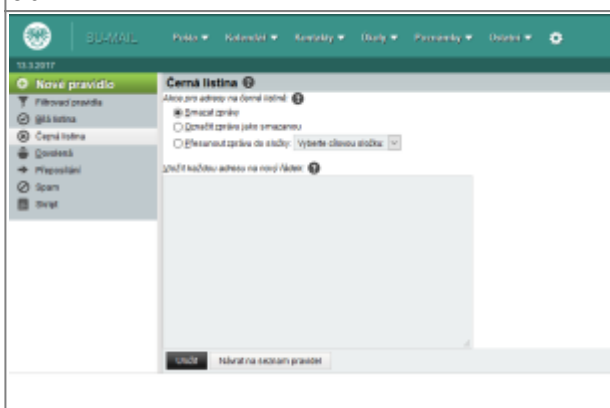 SU-MAIL
Pošta Kalendář Kontakty Úkoly Poznámky Ostatní
13.3.2017
Nové pravidlo
Filtrovací pravidla
Bílá listina
Černá listina
Dovolená
Přeposílání
Spam
Skript
Černá listina
Akce pro adresy na černé listině:
Smazat zprávu
Označit zprávu jako smazanou
Přesunout zprávu do složky: Vyberte cílovou složku:
Vložit každou adresu na nový řádek:
Uložit Návrat na seznam pravidel